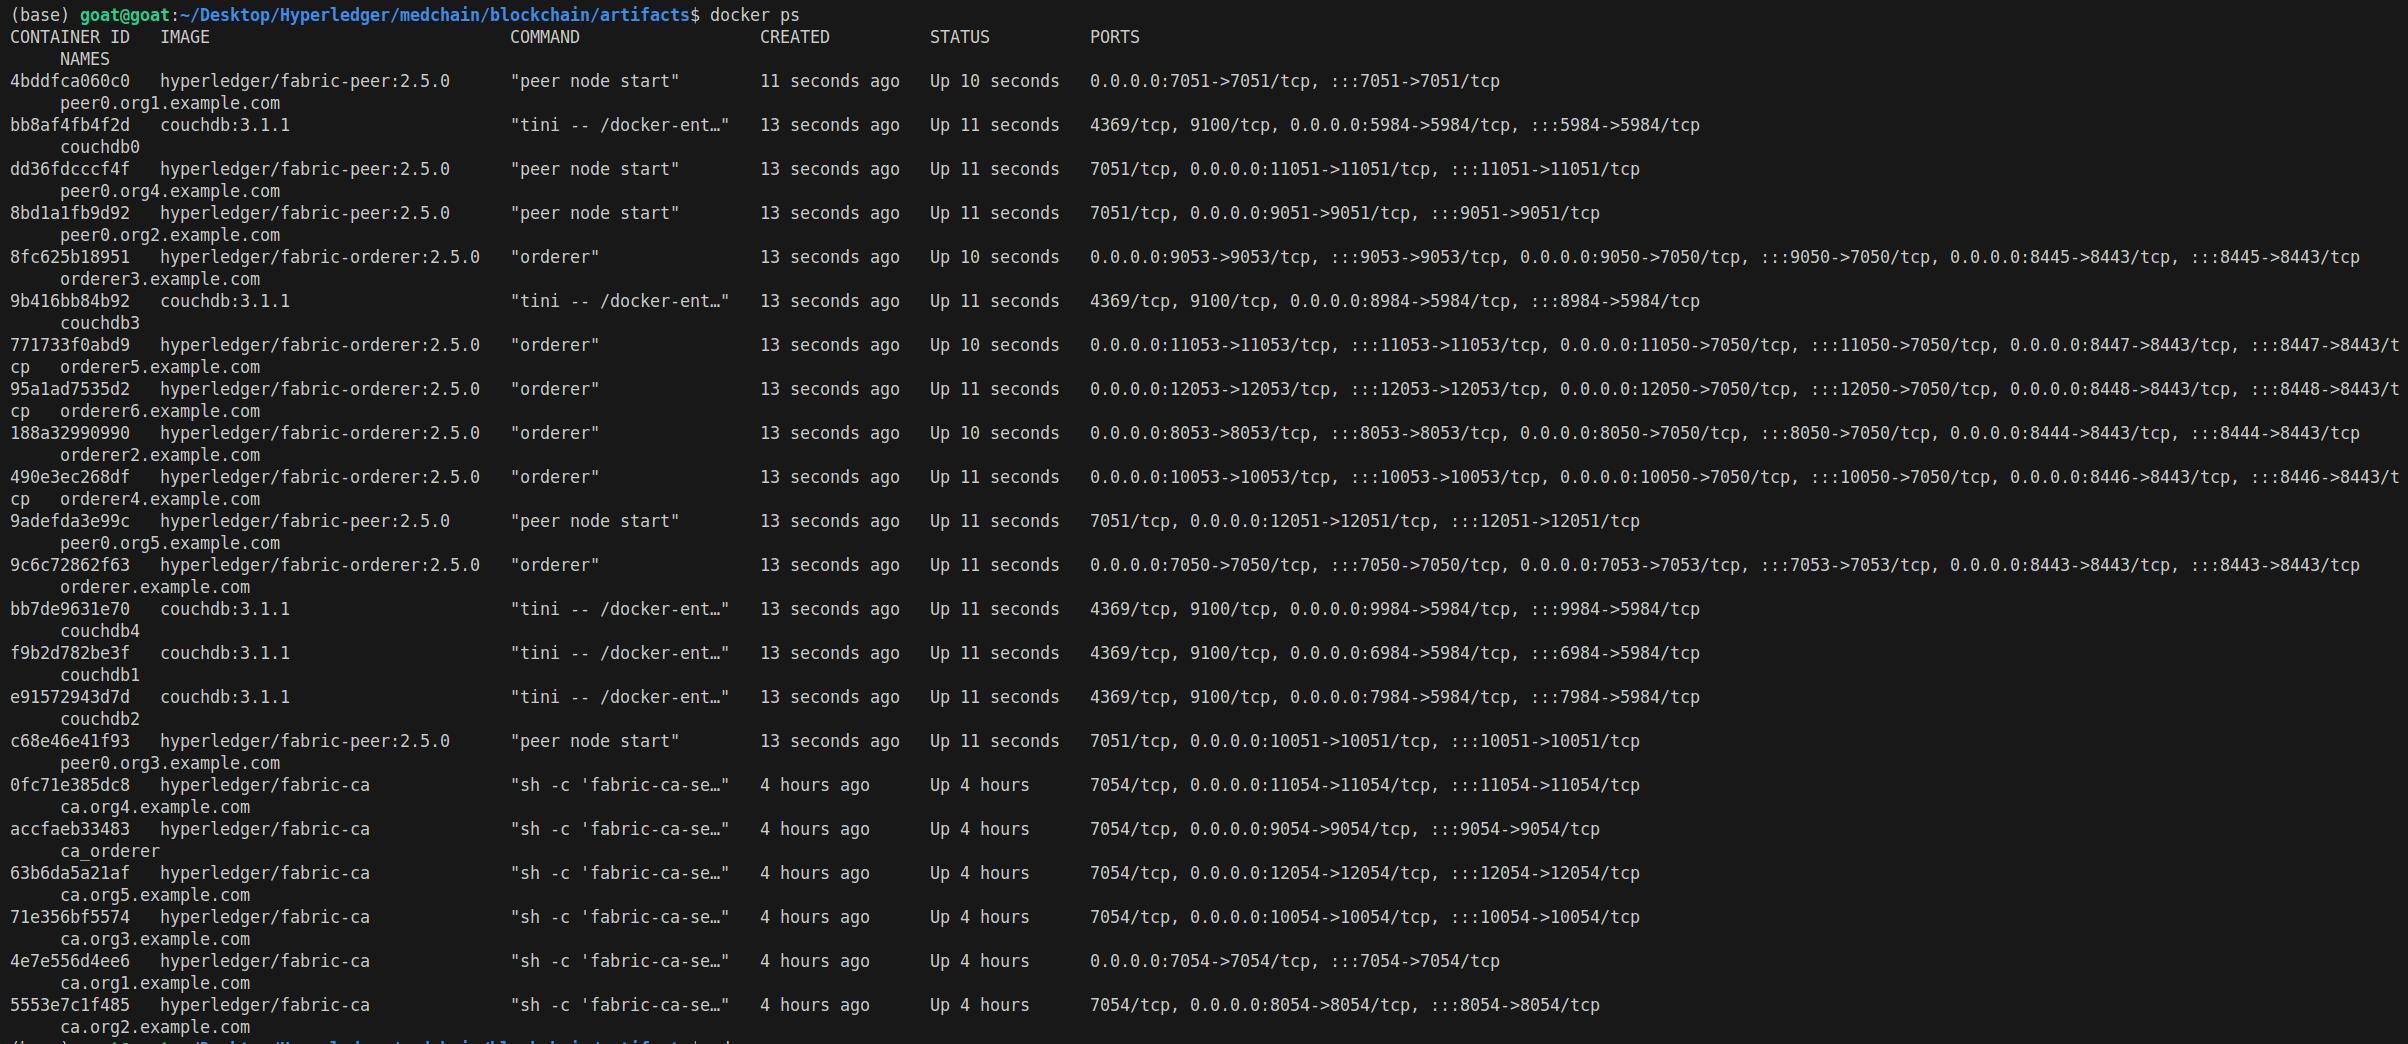 (base) goat@goat:~/Desktop/Hyperledger/medchain/blockchain/artifacts$ docker ps
CONTAINER ID   IMAGE                              COMMAND                  CREATED          STATUS          PORTS
     NAMES
4bddfca060c0   hyperledger/fabric-peer:2.5.0      "peer node start"        11 seconds ago   Up 10 seconds   0.0.0.0:7051->7051/tcp, :::7051->7051/tcp
     peer0.org1.example.com
bb8af4fb4f2d   couchdb:3.1.1                      "tini -- /docker-ent…"   13 seconds ago   Up 11 seconds   4369/tcp, 9100/tcp, 0.0.0.0:5984->5984/tcp, :::5984->5984/tcp
     couchdb0
dd36fdcccf4f   hyperledger/fabric-peer:2.5.0      "peer node start"        13 seconds ago   Up 11 seconds   7051/tcp, 0.0.0.0:11051->11051/tcp, :::11051->11051/tcp
     peer0.org4.example.com
8bd1a1fb9d92   hyperledger/fabric-peer:2.5.0      "peer node start"        13 seconds ago   Up 11 seconds   7051/tcp, 0.0.0.0:9051->9051/tcp, :::9051->9051/tcp
     peer0.org2.example.com
8fc625b18951   hyperledger/fabric-orderer:2.5.0   "orderer"                13 seconds ago   Up 10 seconds   0.0.0.0:9053->9053/tcp, :::9053->9053/tcp, 0.0.0.0:9050->7050/tcp, :::9050->7050/tcp, 0.0.0.0:8445->8443/tcp, :::8445->8443/tcp
     orderer3.example.com
9b416bb84b92   couchdb:3.1.1                      "tini -- /docker-ent…"   13 seconds ago   Up 11 seconds   4369/tcp, 9100/tcp, 0.0.0.0:8984->5984/tcp, :::8984->5984/tcp
     couchdb3
771733f0abd9   hyperledger/fabric-orderer:2.5.0   "orderer"                13 seconds ago   Up 10 seconds   0.0.0.0:11053->11053/tcp, :::11053->11053/tcp, 0.0.0.0:11050->7050/tcp, :::11050->7050/tcp, 0.0.0.0:8447->8443/tcp, :::8447->8443/t
cp   orderer5.example.com
95a1ad7535d2   hyperledger/fabric-orderer:2.5.0   "orderer"                13 seconds ago   Up 11 seconds   0.0.0.0:12053->12053/tcp, :::12053->12053/tcp, 0.0.0.0:12050->7050/tcp, :::12050->7050/tcp, 0.0.0.0:8448->8443/tcp, :::8448->8443/t
cp   orderer6.example.com
188a32990990   hyperledger/fabric-orderer:2.5.0   "orderer"                13 seconds ago   Up 10 seconds   0.0.0.0:8053->8053/tcp, :::8053->8053/tcp, 0.0.0.0:8050->7050/tcp, :::8050->7050/tcp, 0.0.0.0:8444->8443/tcp, :::8444->8443/tcp
     orderer2.example.com
490e3ec268df   hyperledger/fabric-orderer:2.5.0   "orderer"                13 seconds ago   Up 11 seconds   0.0.0.0:10053->10053/tcp, :::10053->10053/tcp, 0.0.0.0:10050->7050/tcp, :::10050->7050/tcp, 0.0.0.0:8446->8443/tcp, :::8446->8443/t
cp   orderer4.example.com
9adefda3e99c   hyperledger/fabric-peer:2.5.0      "peer node start"        13 seconds ago   Up 11 seconds   7051/tcp, 0.0.0.0:12051->12051/tcp, :::12051->12051/tcp
     peer0.org5.example.com
9c6c72862f63   hyperledger/fabric-orderer:2.5.0   "orderer"                13 seconds ago   Up 11 seconds   0.0.0.0:7050->7050/tcp, :::7050->7050/tcp, 0.0.0.0:7053->7053/tcp, :::7053->7053/tcp, 0.0.0.0:8443->8443/tcp, :::8443->8443/tcp
     orderer.example.com
bb7de9631e70   couchdb:3.1.1                      "tini -- /docker-ent…"   13 seconds ago   Up 11 seconds   4369/tcp, 9100/tcp, 0.0.0.0:9984->5984/tcp, :::9984->5984/tcp
     couchdb4
f9b2d782be3f   couchdb:3.1.1                      "tini -- /docker-ent…"   13 seconds ago   Up 11 seconds   4369/tcp, 9100/tcp, 0.0.0.0:6984->5984/tcp, :::6984->5984/tcp
     couchdb1
e91572943d7d   couchdb:3.1.1                      "tini -- /docker-ent…"   13 seconds ago   Up 11 seconds   4369/tcp, 9100/tcp, 0.0.0.0:7984->5984/tcp, :::7984->5984/tcp
     couchdb2
c68e46e41f93   hyperledger/fabric-peer:2.5.0      "peer node start"        13 seconds ago   Up 11 seconds   7051/tcp, 0.0.0.0:10051->10051/tcp, :::10051->10051/tcp
     peer0.org3.example.com
0fc71e385dc8   hyperledger/fabric-ca              "sh -c 'fabric-ca-se…"   4 hours ago      Up 4 hours      7054/tcp, 0.0.0.0:11054->11054/tcp, :::11054->11054/tcp
     ca.org4.example.com
accfaeb33483   hyperledger/fabric-ca              "sh -c 'fabric-ca-se…"   4 hours ago      Up 4 hours      7054/tcp, 0.0.0.0:9054->9054/tcp, :::9054->9054/tcp
     ca_orderer
63b6da5a21af   hyperledger/fabric-ca              "sh -c 'fabric-ca-se…"   4 hours ago      Up 4 hours      7054/tcp, 0.0.0.0:12054->12054/tcp, :::12054->12054/tcp
     ca.org5.example.com
71e356bf5574   hyperledger/fabric-ca              "sh -c 'fabric-ca-se…"   4 hours ago      Up 4 hours      7054/tcp, 0.0.0.0:10054->10054/tcp, :::10054->10054/tcp
     ca.org3.example.com
4e7e556d4ee6   hyperledger/fabric-ca              "sh -c 'fabric-ca-se…"   4 hours ago      Up 4 hours      0.0.0.0:7054->7054/tcp, :::7054->7054/tcp
     ca.org1.example.com
5553e7c1f485   hyperledger/fabric-ca              "sh -c 'fabric-ca-se…"   4 hours ago      Up 4 hours      7054/tcp, 0.0.0.0:8054->8054/tcp, :::8054->8054/tcp
     ca.org2.example.com